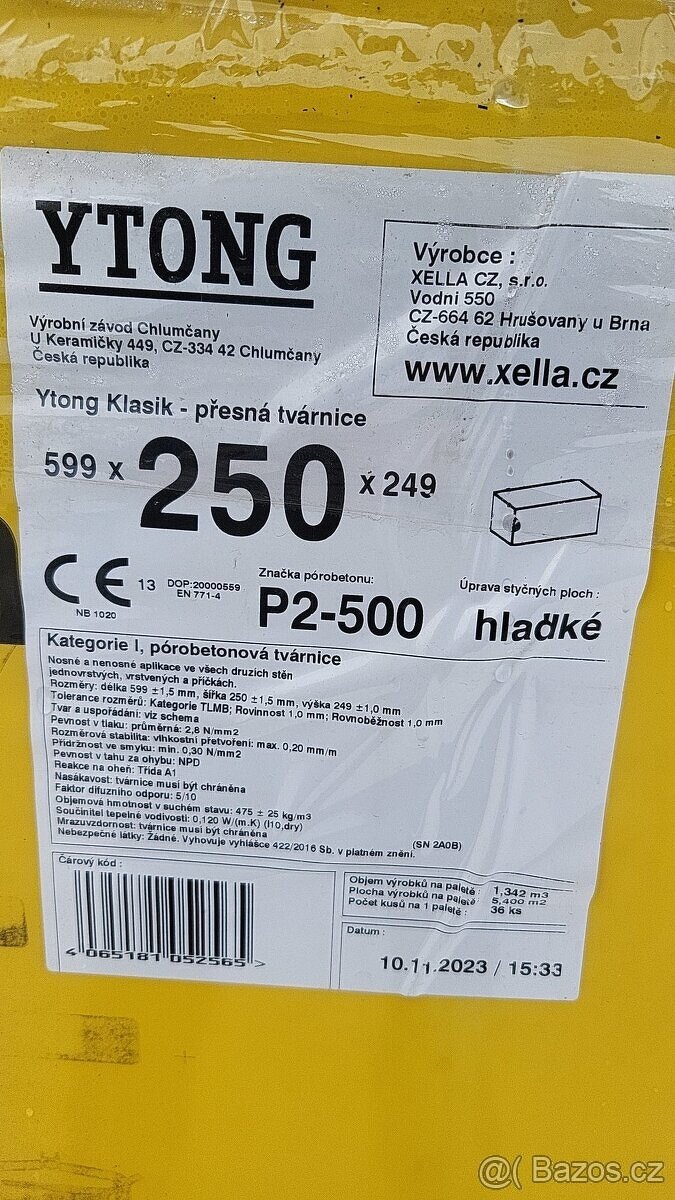 YTONG
Výrobní závod Chlumčany
U Keramičky 449, CZ-334 42 Chlumčany
Česká republika
Výrobce :
XELLA CZ, s.r.o.
Vodní 550
CZ-664 62 Hrušovany u Brna
Česká republika
www.xella.cz
Ytong Klasik - přesná tvárnice
599 x 250 x 249
CE 13 DOP:20000559
EN 771-4
NB 1020
Značka pórobetonu:
P2-500
Úprava styčných ploch :
hladké
Kategorie I, pórobetonová tvárnice
Nosné a nenosné aplikace ve všech druzích stěn
jednovrstvých, vrstvených a příčkách.
Rozměry: délka 599 ±1,5 mm, šířka 250 ±1,5 mm, výška 249 ±1,0 mm
Tolerance rozměrů: Kategorie TLMB; Rovinnost 1,0 mm; Rovnoběžnost 1,0 mm
Tvar a uspořádání: viz schema
Pevnost v tlaku: průměrná: 2,8 N/mm2
Rozměrová stabilita: vlhkostní přetvoření: max. 0,20 mm/m
Přídržnost ve smyku: min. 0,30 N/mm2
Pevnost v tahu za ohybu: NPD
Reakce na oheň: Třída A1
Nasákavost: tvárnice musí být chráněna
Faktor difuzního odporu: 5/10
Objemová hmotnost v suchém stavu: 475 ± 25 kg/m3
Součinitel tepelné vodivosti: 0,120 W/(m.K) (l10,dry)
Mrazuvzdornost: tvárnice musí být chráněna
Nebezpečné látky: Žádné. Vyhovuje vyhlášce 422/2016 Sb. v platném znění.
(SN 2A0B)
Čárový kód :
4 065181 052565 >
Objem výrobků na paletě : 1,342 m3
Plocha výrobků na paletě : 5,400 m2
Počet kusů na 1 paletě : 36 ks
Datum :
10.11.2023 / 15:33
@( Bazos.cz